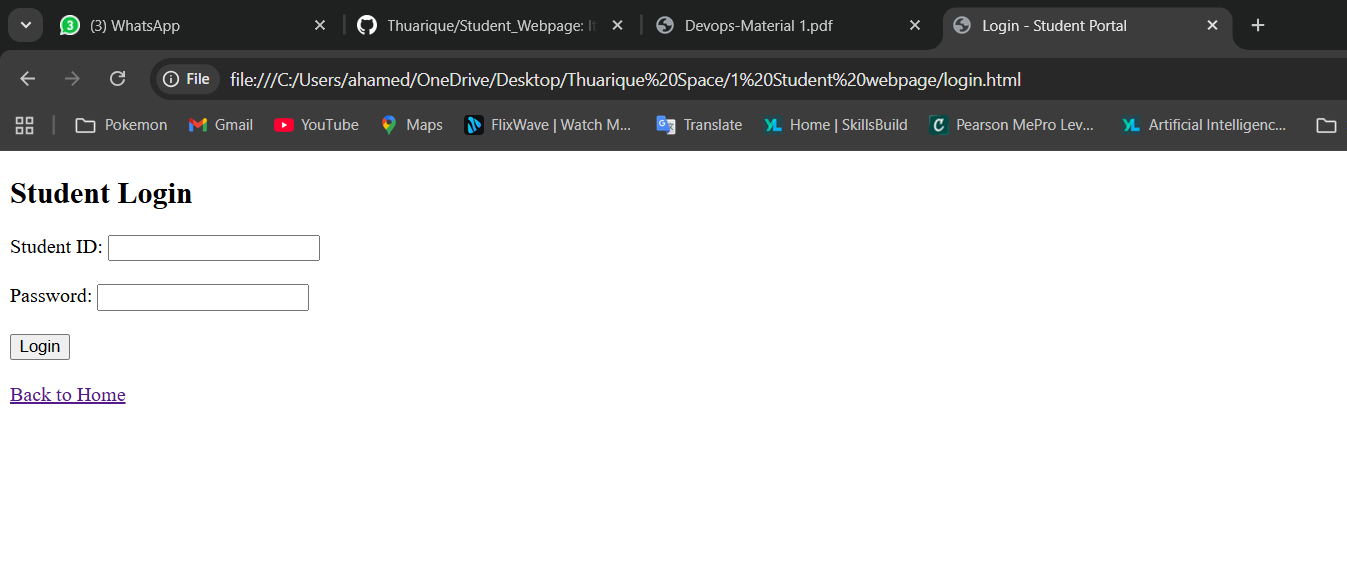 3 (3) WhatsApp
Thuarique/Student_Webpage: It
Devops-Material 1.pdf
Login - Student Portal
File file:///C:/Users/ahamed/OneDrive/Desktop/Thuarique%20Space/1%20Student%20webpage/login.html
Pokemon Gmail YouTube Maps FlixWave | Watch M... Translate Home | SkillsBuild Pearson MePro Lev... Artificial Intelligenc...
Student Login
Student ID:
Password:
Login
Back to Home